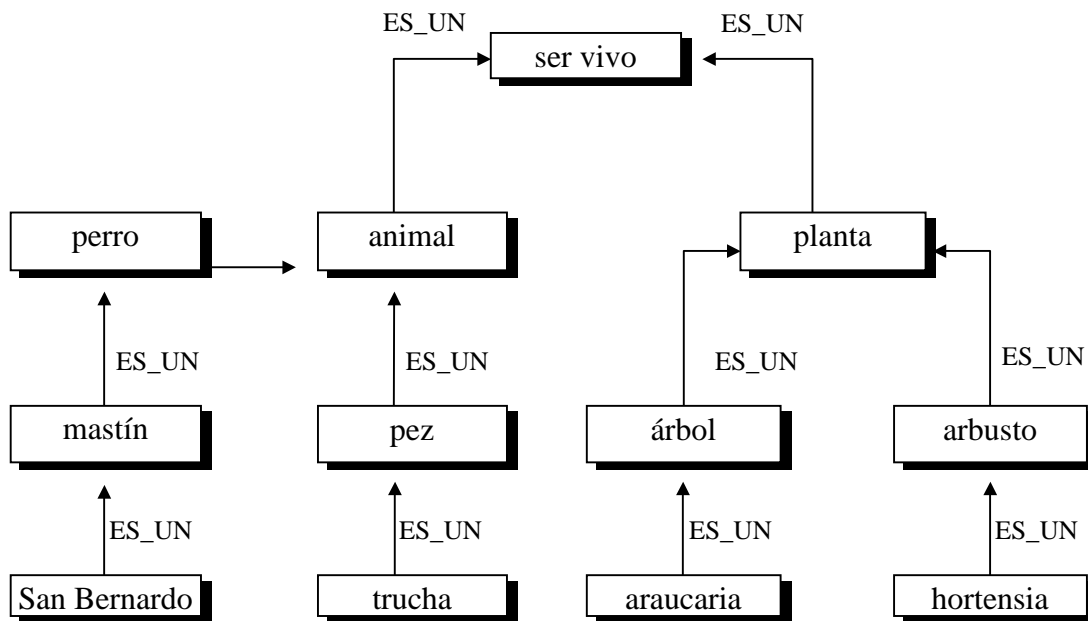 ES_UN ES_UN
ser vivo
perro animal planta
ES_UN ES_UN ES_UN ES_UN
mastín pez árbol arbusto
ES_UN ES_UN ES_UN ES_UN
San Bernardo trucha araucaria hortensia